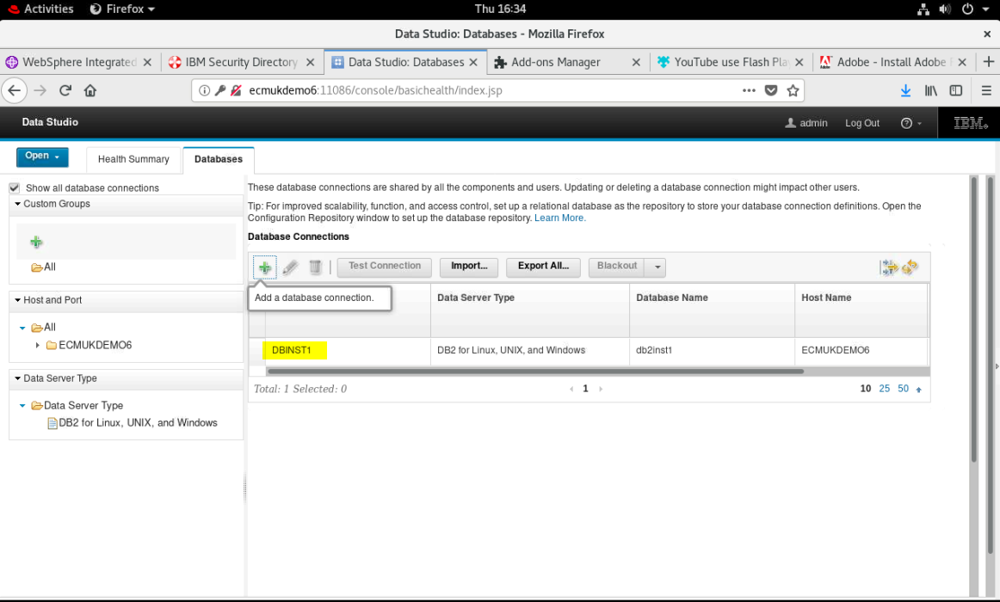 Activities Firefox Thu 16:34
Data Studio: Databases - Mozilla Firefox
WebSphere Integrated IBM Security Directory Data Studio: Databases Add-ons Manager YouTube use Flash Pla Adobe - Install Adobe F
ecmukdemo6:11086/console/basichealth/index.jsp
Data Studio admin Log Out IBM
Open Health Summary Databases
Show all database connections
Custom Groups
All
Host and Port
All
ECMUKDEMO6
Data Server Type
Data Server Type
DB2 for Linux, UNIX, and Windows
These database connections are shared by all the components and users. Updating or deleting a database connection might impact other users.
Tip: For improved scalability, function, and access control, set up a relational database as the repository to store your database connection definitions. Open the
Configuration Repository window to set up the database repository. Learn More.
Database Connections
Test Connection Import... Export All... Blackout
Add a database connection. Data Server Type Database Name Host Name
DBINST1 DB2 for Linux, UNIX, and Windows db2inst1 ECMUKDEMO6
Total: 1 Selected: 0 1 10 25 50